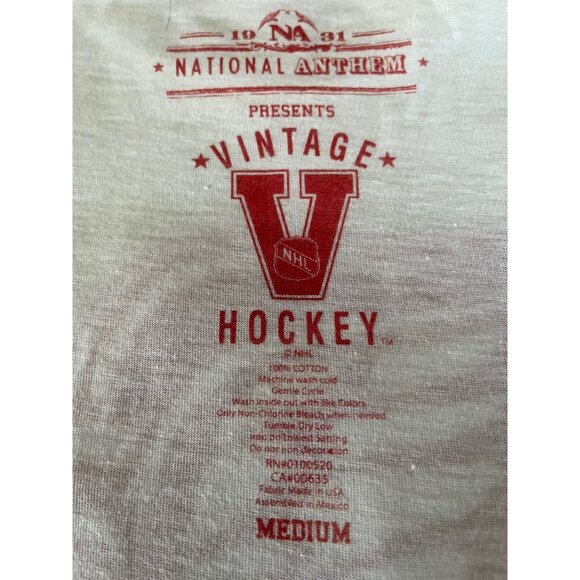 19 NA 31
★ NATIONAL ANTHEM ★
PRESENTS
★ VINTAGE ★
V
NHL
HOCKEY™
© NHL
100% COTTON
Machine wash cold
Gentle Cycle
Wash inside out with like Colors
Only Non-Chlorine Bleach when needed
Tumble Dry Low
Iron on Lowest Setting
Do not iron decoration
RN#0100520
CA#00635
Fabric Made in USA
Assembled in Mexico
MEDIUM